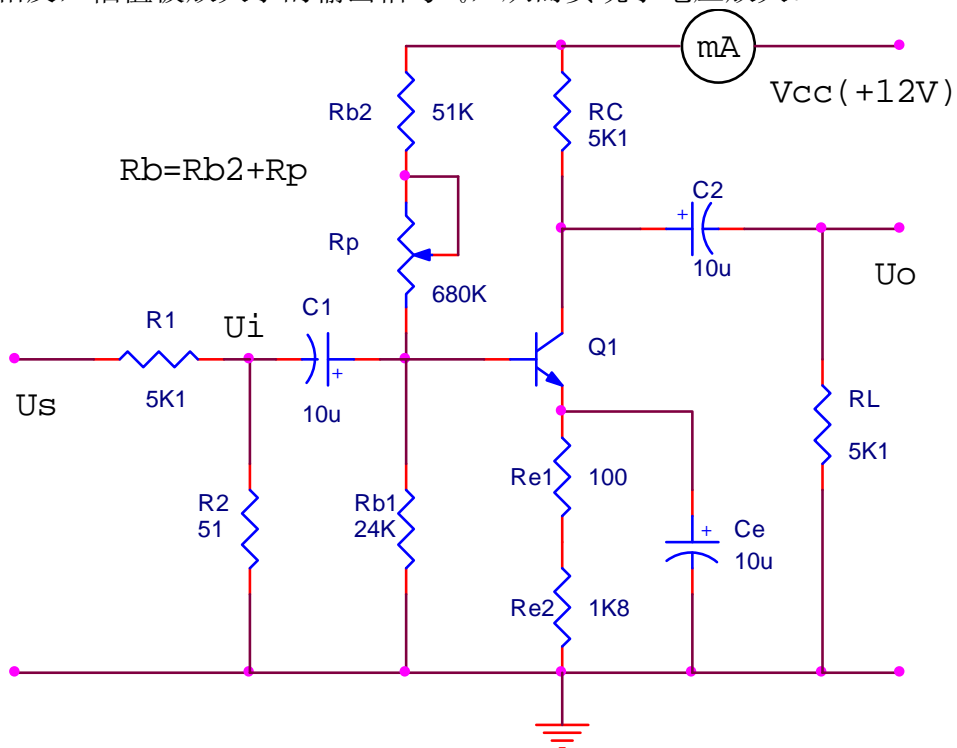 mA
Vcc(+12V)
Rb2
51K
RC
5K1
Rb=Rb2+Rp
C2
+
10u
Uo
Rp
680K
C1
R1
Ui
+
10u
Q1
Us
5K1
RL
5K1
R2
51
Rb1
24K
Re1
100
+
Ce
10u
Re2
1K8